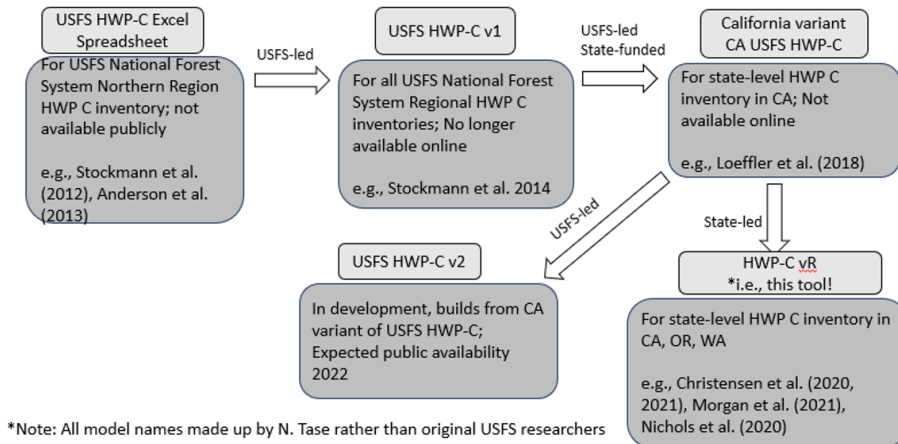 USFS HWP-C Excel
Spreadsheet
For USFS National Forest
System Northern Region
HWP C inventory; not
available publicly
e.g., Stockmann et al.
(2012), Anderson et al.
(2013)
USFS-led
USFS HWP-C v1
For all USFS National Forest
System Regional HWP C
inventories; No longer
available online
e.g., Stockmann et al. 2014
USFS-led
State-funded
California variant
CA USFS HWP-C
For state-level HWP C
inventory in CA; Not
available online
e.g., Loeffler et al. (2018)
USFS-led
State-led
USFS HWP-C v2
In development, builds from CA
variant of USFS HWP-C;
Expected public availability
2022
HWP-C vR
*i.e., this tool!
For state-level HWP C inventory in
CA, OR, WA
e.g., Christensen et al. (2020,
2021), Morgan et al. (2021),
Nichols et al. (2020)
*Note: All model names made up by N. Tase rather than original USFS researchers